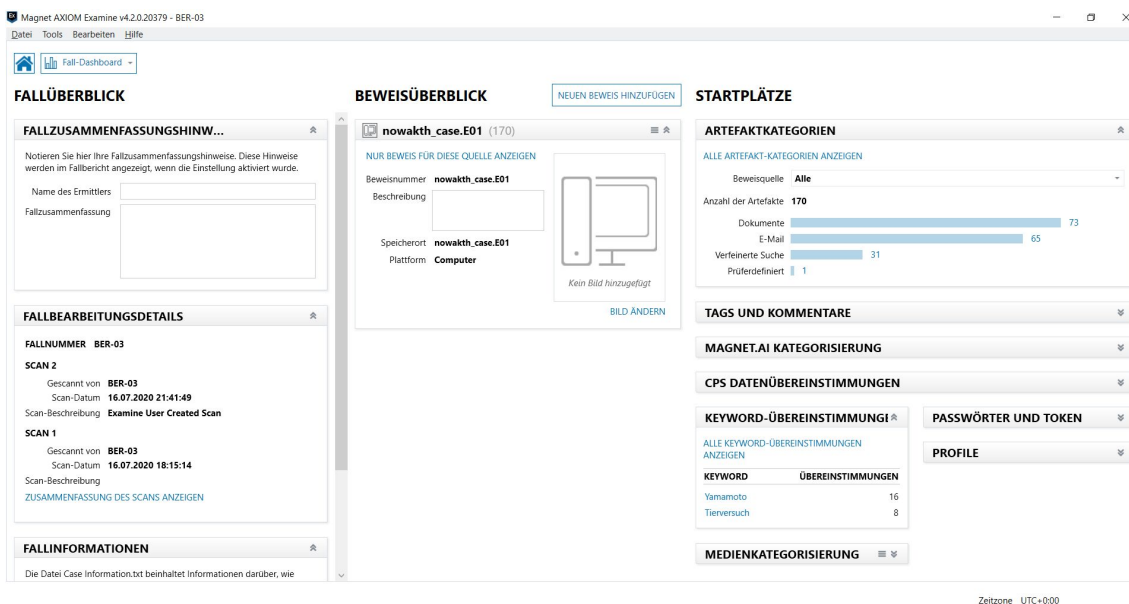 Magnet AXIOM Examine v4.2.0.20379 - BER-03
Datei Tools Bearbeiten Hilfe
Fall-Dashboard
FALLÜBERBLICK
FALLZUSAMMENFASSUNGSHINW...
Notieren Sie hier Ihre Fallzusammenfassungshinweise. Diese Hinweise
werden im Fallbericht angezeigt, wenn die Einstellung aktiviert wurde.
Name des Ermittlers
Fallzusammenfassung
FALLBEARBEITUNGSDETAILS
FALLNUMMER BER-03
SCAN 2
Gescannt von BER-03
Scan-Datum 16.07.2020 21:41:49
Scan-Beschreibung Examine User Created Scan
SCAN 1
Gescannt von BER-03
Scan-Datum 16.07.2020 18:15:14
Scan-Beschreibung
ZUSAMMENFASSUNG DES SCANS ANZEIGEN
FALLINFORMATIONEN
Die Datei Case Information.txt beinhaltet Informationen darüber, wie
BEWEISÜBERBLICK
NEUEN BEWEIS HINZUFÜGEN
nowakth_case.E01 (170)
NUR BEWEIS FÜR DIESE QUELLE ANZEIGEN
Beweisnummer nowakth_case.E01
Beschreibung
Speicherort nowakth_case.E01
Plattform Computer
Kein Bild hinzugefügt
BILD ÄNDERN
STARTPLÄTZE
ARTEFAKTKATEGORIEN
ALLE ARTEFAKT-KATEGORIEN ANZEIGEN
Beweisquelle Alle
Anzahl der Artefakte 170
Dokumente 73
E-Mail 65
Verfeinerte Suche 31
Prüferdefiniert 1
TAGS UND KOMMENTARE
MAGNET.AI KATEGORISIERUNG
CPS DATENÜBEREINSTIMMUNGEN
KEYWORD-ÜBEREINSTIMMUNGE
ALLE KEYWORD-ÜBEREINSTIMMUNGEN
ANZEIGEN
KEYWORD ÜBEREINSTIMMUNGEN
Yamamoto 16
Tierversuch 8
MEDIENKATEGORISIERUNG
PASSWÖRTER UND TOKEN
PROFILE
Zeitzone UTC+0:00